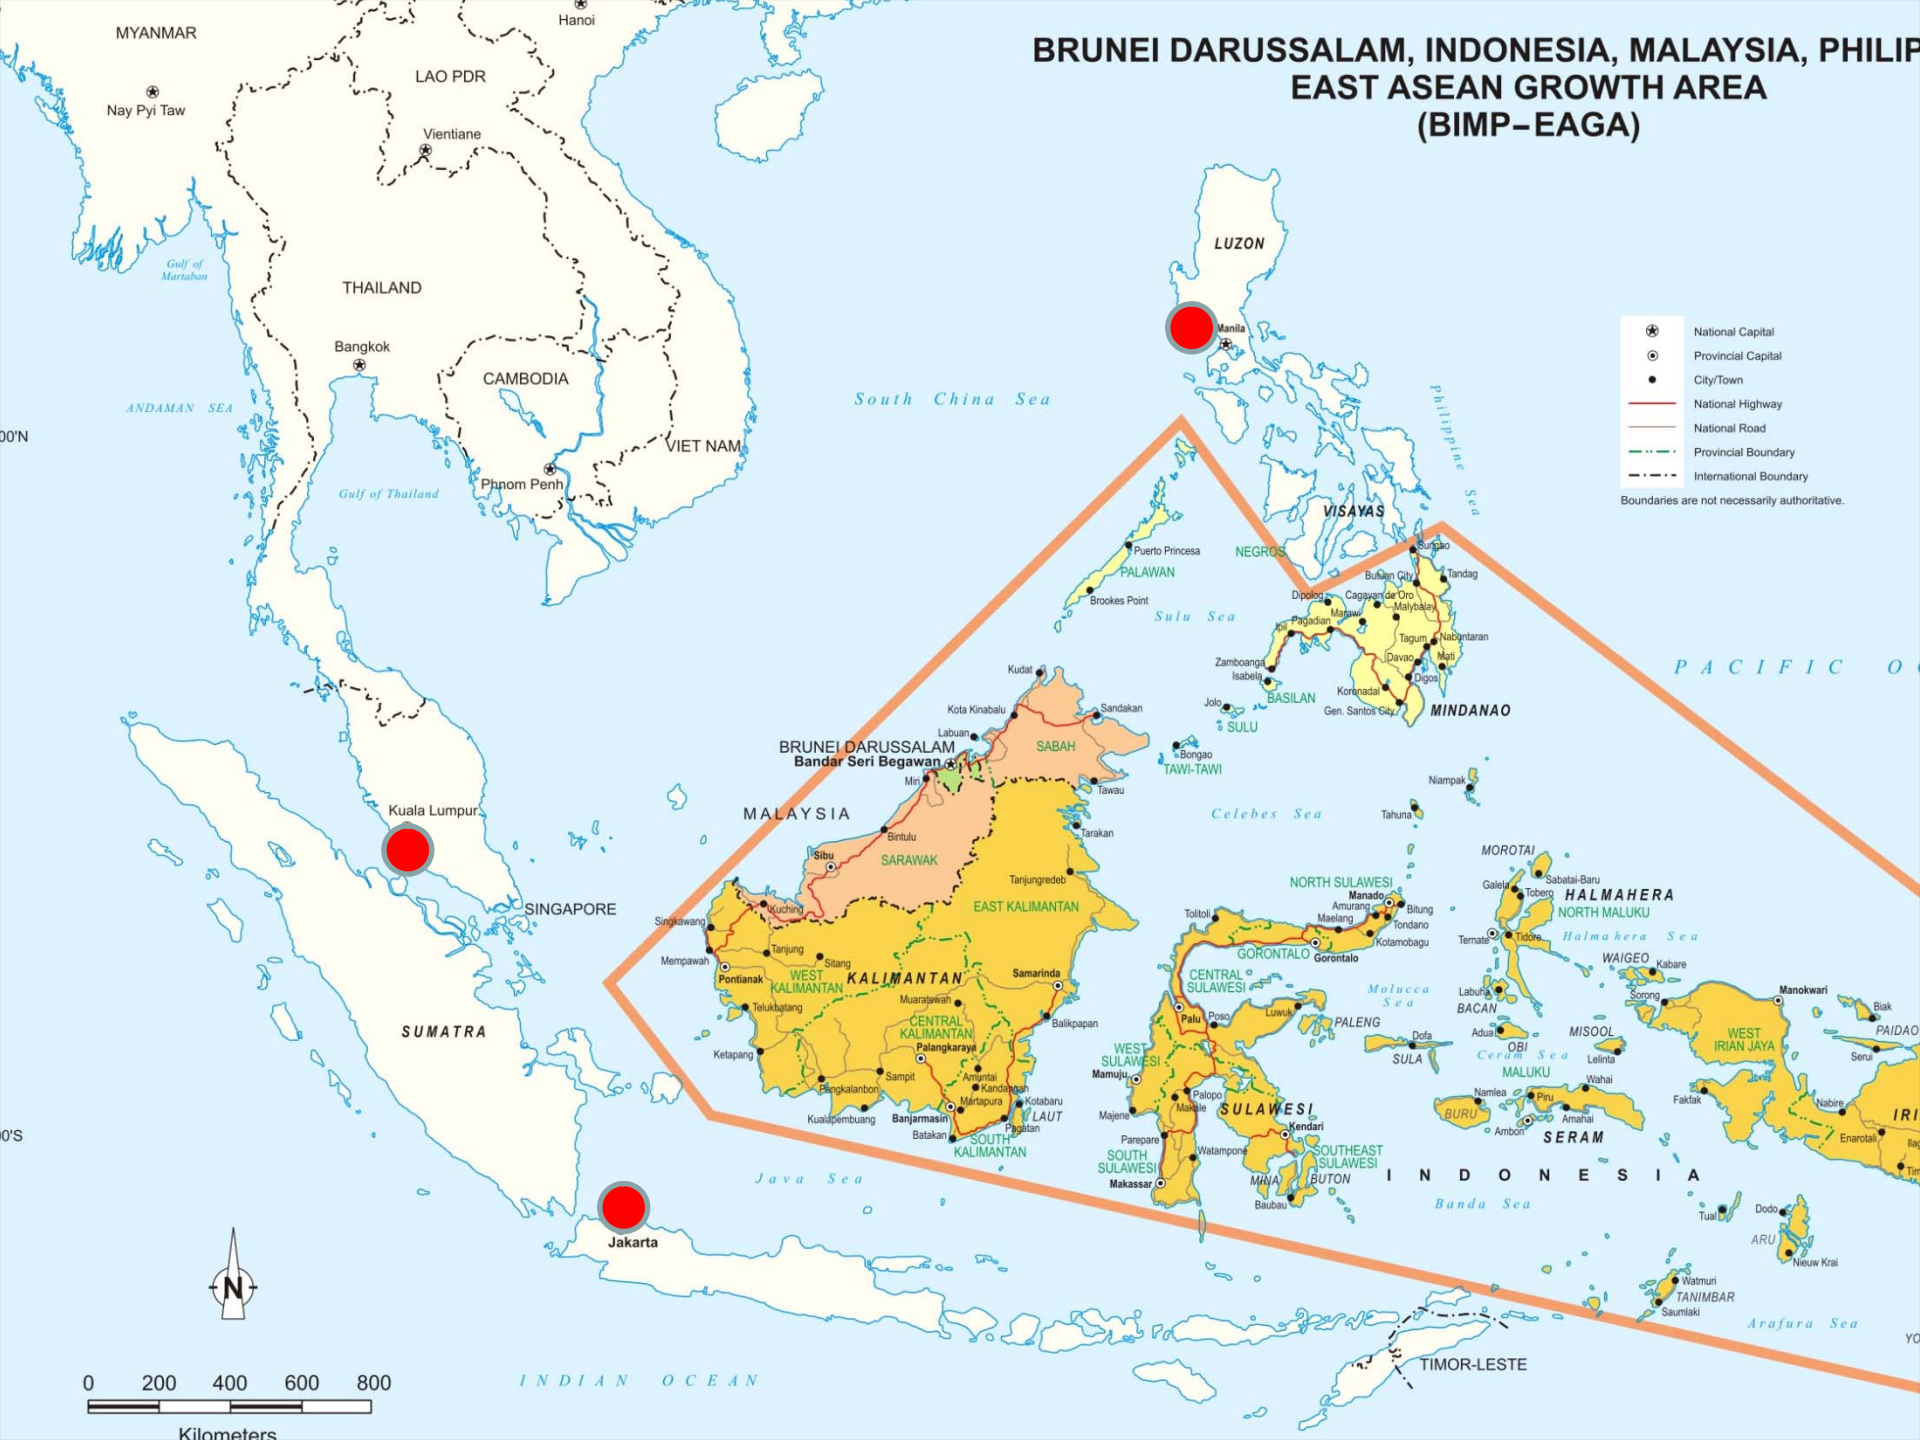 BRUNEI DARUSSALAM, INDONESIA, MALAYSIA, PHILIP
EAST ASEAN GROWTH AREA
(BIMP-EAGA)
MYANMAR
Nay Pyi Taw
Hanoi
LAO PDR
Vientiane
Gulf of
Martaban
THAILAND
Bangkok
CAMBODIA
Phnom Penh
VIET NAM
ANDAMAN SEA
Gulf of Thailand
South China Sea
00'N
LUZON
Manila
Philippine Sea
VISAYAS
NEGROS
National Capital
Provincial Capital
City/Town
National Highway
National Road
Provincial Boundary
International Boundary
Boundaries are not necessarily authoritative.
Puerto Princesa
PALAWAN
Brookes Point
Sulu Sea
Surigao
Tandag
Butuan City
Dipolog
Cagayan de Oro
Malybalay
Marawi
Pagadian
Ipil
Tagum
Nabuntaran
Davao
Mati
Digos
Zamboanga
Isabela
BASILAN
Koronadal
Gen. Santos City
MINDANAO
Jolo
SULU
Bongao
TAWI-TAWI
PACIFIC O
Kudat
Kota Kinabalu
Sandakan
Labuan
SABAH
BRUNEI DARUSSALAM
Bandar Seri Begawan
Miri
Tawau
MALAYSIA
Bintulu
Sibu
SARAWAK
Tarakan
Tanjungredeb
Kuching
Celebes Sea
Niampak
Tahuna
Kuala Lumpur
SINGAPORE
SUMATRA
Singkawang
Mempawah
Pontianak
Tanjung
Sitang
WEST
KALIMANTAN
KALIMANTAN
EAST KALIMANTAN
Samarinda
Muaratewah
Telukbatang
CENTRAL
KALIMANTAN
Palangkaraya
Balikpapan
Ketapang
Sampit
Amuntai
Kandangan
Pangkalanbon
Martapura
Kualapembuang
Banjarmasin
Kotabaru
LAUT
Pagatan
Batakan
SOUTH
KALIMANTAN
MOROTAI
Sabatai-Baru
Galela
Tobero
HALMAHERA
NORTH MALUKU
NORTH SULAWESI
Manado
Amurang
Bitung
Maelang
Tondano
Kotamobagu
Tolitoli
GORONTALO
Gorontalo
Ternate
Tidore
Halmahera Sea
WAIGEO
Kabare
CENTRAL
SULAWESI
Molucca
Sea
Labuha
BACAN
Sorong
Manokwari
Biak
PAIDAO
Palu
Poso
Luwuk
PALENG
Dofa
SULA
Adua
OBI
MISOOL
Lelinta
WEST
IRIAN JAYA
Serui
WEST
SULAWESI
Mamuju
Ceram Sea
MALUKU
Wahai
Namlea
Piru
Amahai
BURU
Ambon
SERAM
Fakfak
Nabire
IRI
Enarotali
Ilag
Tim
Palopo
Makale
Majene
SULAWESI
Kendari
Parepare
Watampone
SOUTH
SULAWESI
SOUTHEAST
SULAWESI
Makassar
MINA
BUTON
Baubau
INDONESIA
Banda Sea
Tual
Dodo
ARU
Nieuw Krai
Watmuri
TANIMBAR
Saumlaki
Arafura Sea
00'S
Java Sea
Jakarta
N
INDIAN OCEAN
TIMOR-LESTE
YO
0 200 400 600 800
Kilometers